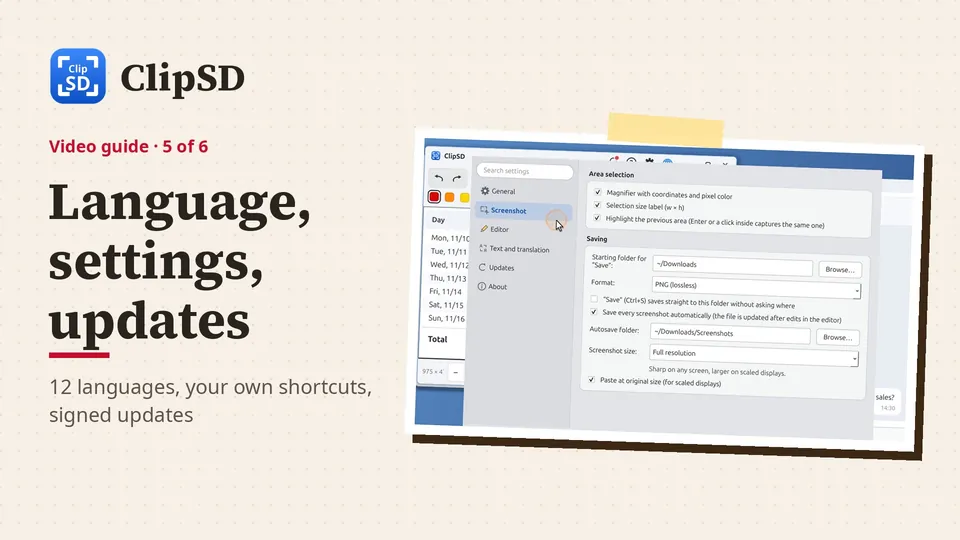 Clip
SD
ClipSD
Video guide · 5 of 6
Language,
settings,
updates
12 languages, your own shortcuts,
signed updates
ClipSD
Day
Mon, 11/10
Tue, 11/11
Wed, 11/12
Thu, 11/13
Fri, 11/14
Sat, 11/15
Sun, 11/16
Total
975 × 4
−
Search settings
General
Screenshot
Editor
Text and translation
Updates
About
Area selection
Magnifier with coordinates and pixel color
Selection size label (w × h)
Highlight the previous area (Enter or a click inside captures the same one)
Saving
Starting folder for
"Save":
~/Downloads
Browse...
Format:
PNG (lossless)
"Save" (Ctrl+S) saves straight to this folder without asking where
Save every screenshot automatically (the file is updated after edits in the editor)
Autosave folder:
~/Downloads/Screenshots
Browse...
Screenshot size:
Full resolution
Sharp on any screen, larger on scaled displays.
Paste at original size (for scaled displays)
sales?
14:30